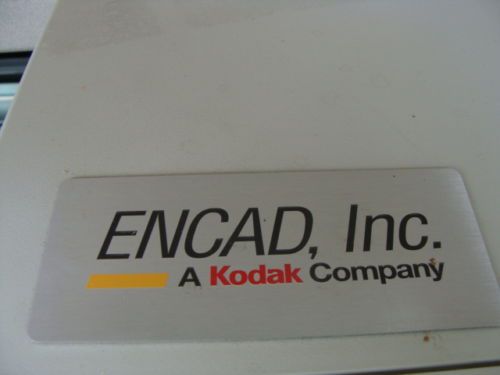 ENCAD, Inc.
A Kodak Company